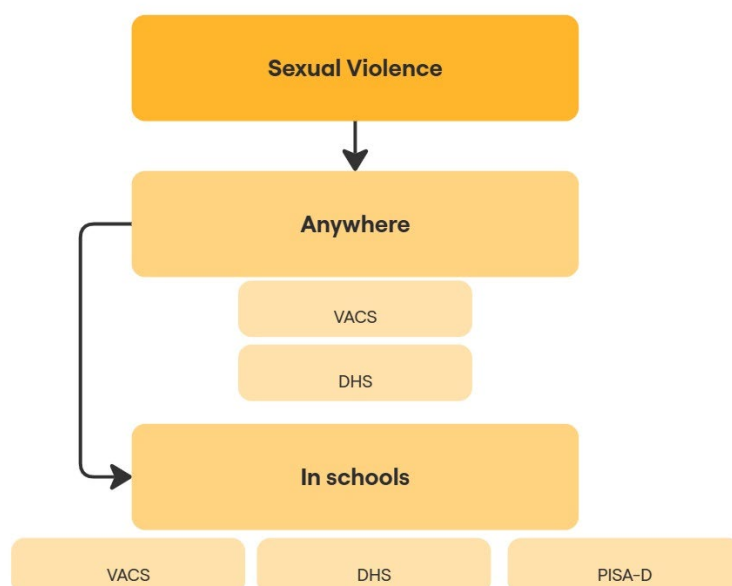 Sexual Violence
Anywhere
VACS
DHS
In schools
VACS DHS PISA-D